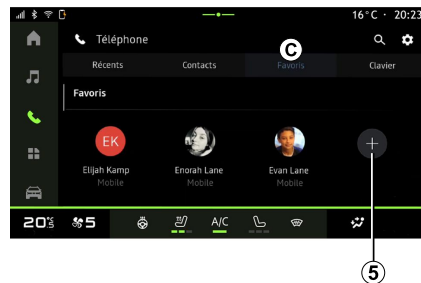 16°C · 20:23
Téléphone
C
Récents Contacts Favoris Clavier
Favoris
EK
Elijah Kamp Enorah Lane Evan Lane
Mobile Mobile Mobile
20°5 5 A/C
5